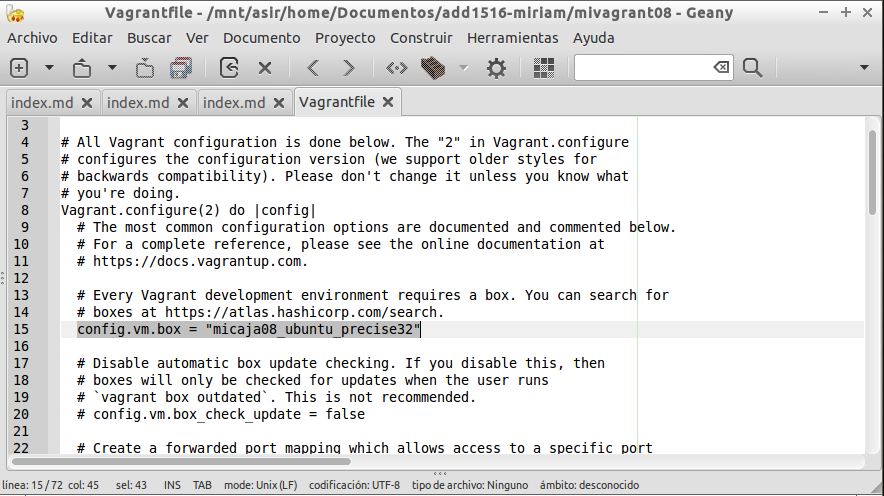 Vagrantfile - /mnt/asir/home/Documentos/add1516-miriam/mivagrant08 - Geany
Archivo Editar Buscar Ver Documento Proyecto Construir Herramientas Ayuda
index.md index.md index.md Vagrantfile
3
4 # All Vagrant configuration is done below. The "2" in Vagrant.configure
5 # configures the configuration version (we support older styles for
6 # backwards compatibility). Please don't change it unless you know what
7 # you're doing.
8 Vagrant.configure(2) do |config|
9 # The most common configuration options are documented and commented below.
10 # For a complete reference, please see the online documentation at
11 # https://docs.vagrantup.com.
12
13 # Every Vagrant development environment requires a box. You can search for
14 # boxes at https://atlas.hashicorp.com/search.
15 config.vm.box = "micaja08_ubuntu_precise32"
16
17 # Disable automatic box update checking. If you disable this, then
18 # boxes will only be checked for updates when the user runs
19 # `vagrant box outdated`. This is not recommended.
20 # config.vm.box_check_update = false
21
22 # Create a forwarded port mapping which allows access to a specific port
línea: 15 / 72 col: 45 sel: 43 INS TAB modo: Unix (LF) codificación: UTF-8 tipo de archivo: Ninguno ámbito: desconocido